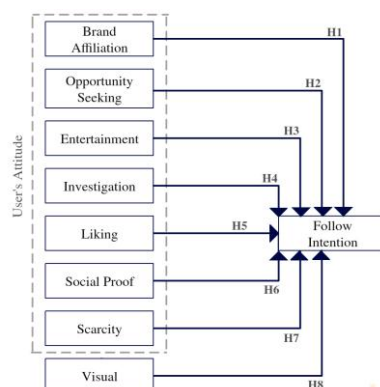 Brand
Affiliation
H1
Opportunity
Seeking
H2
Entertainment
H3
Investigation
H4
User's Attitude
Liking
H5
Follow
Intention
Social Proof
H6
Scarcity
H7
Visual
H8